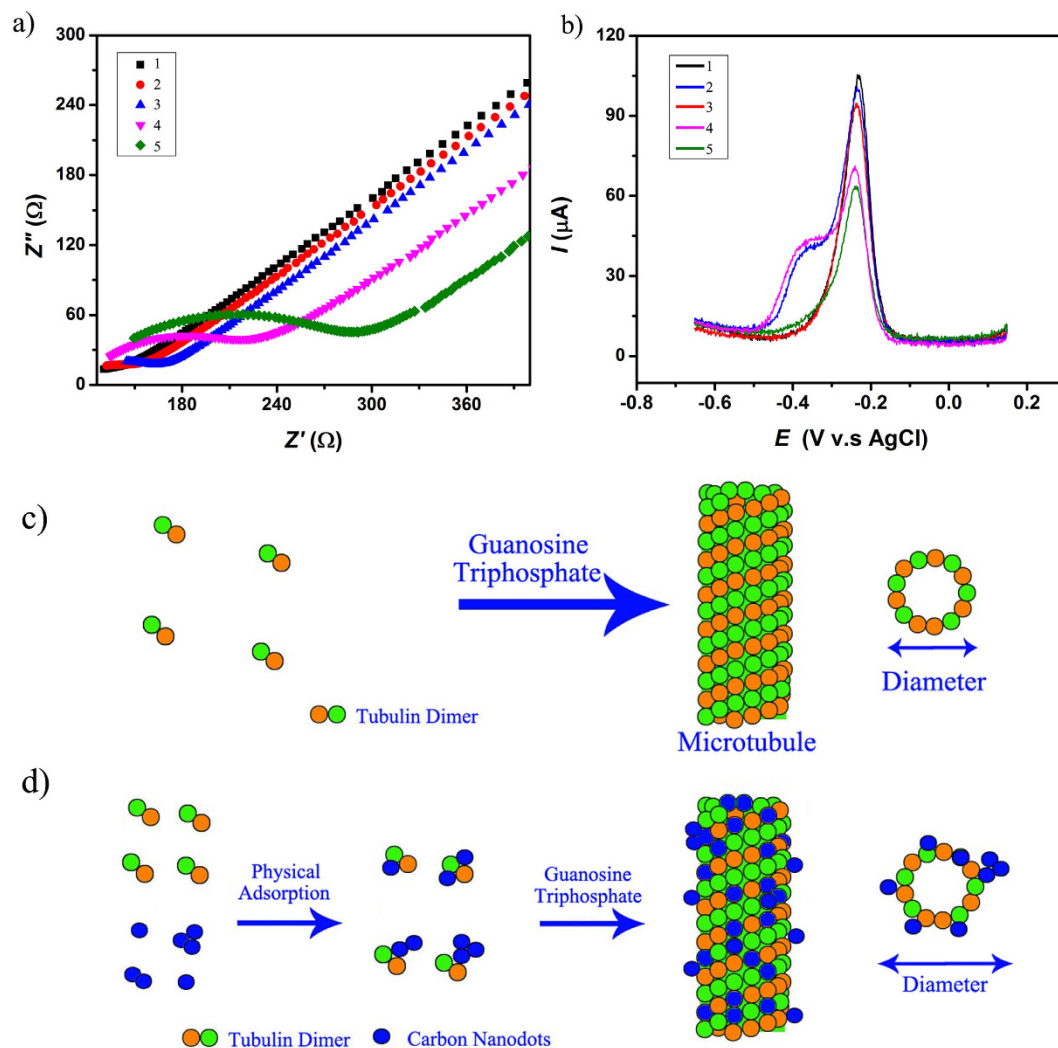 a)
300
240
180
120
60
0
Z″ (Ω)
1
2
3
4
5
180
240
300
360
Z′ (Ω)
b)
120
90
60
30
0
I (μA)
1
2
3
4
5
-0.8
-0.6
-0.4
-0.2
0.0
0.2
E (V v.s AgCl)
c)
Guanosine
Triphosphate
Tubulin Dimer
Microtubule
Diameter
d)
Physical
Adsorption
Guanosine
Triphosphate
Diameter
Tubulin Dimer
Carbon Nanodots